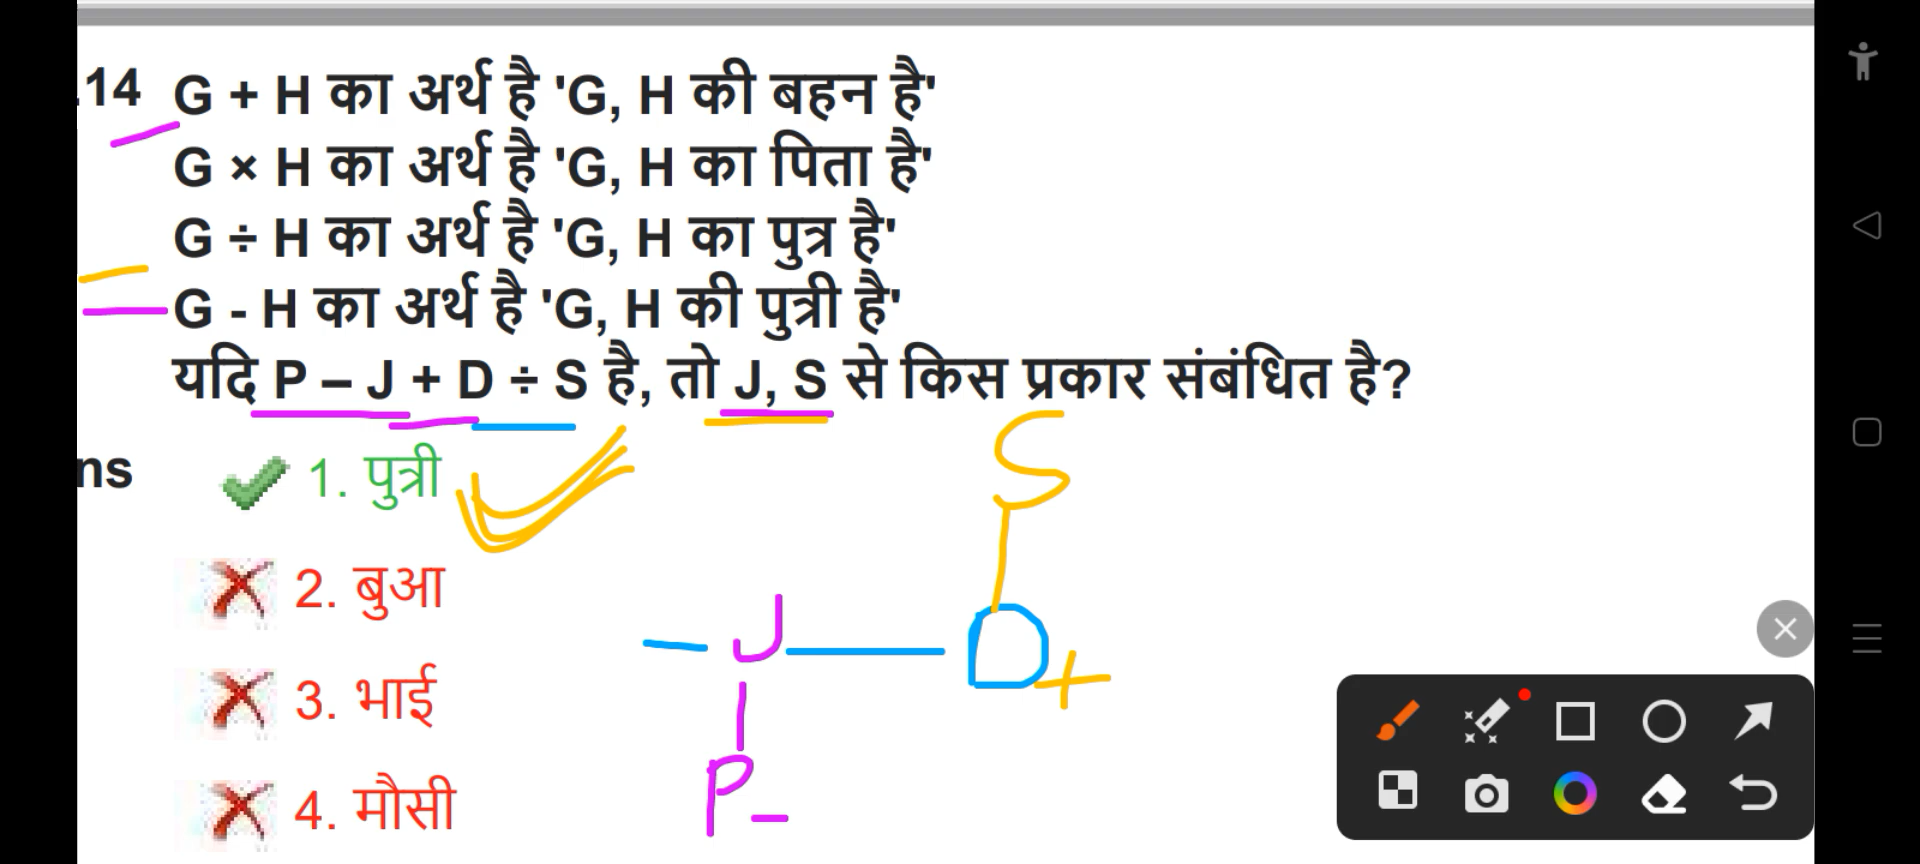 .14 G + H का अर्थ है 'G, H की बहन है'
G × H का अर्थ है 'G, H का पिता है'
G ÷ H का अर्थ है 'G, H का पुत्र है'
G - H का अर्थ है 'G, H की पुत्री है'
यदि P – J + D ÷ S है, तो J, S से किस प्रकार संबंधित है?
ns 1. पुत्री
2. बुआ
3. भाई
4. मौसी
S
- J — D +
P -